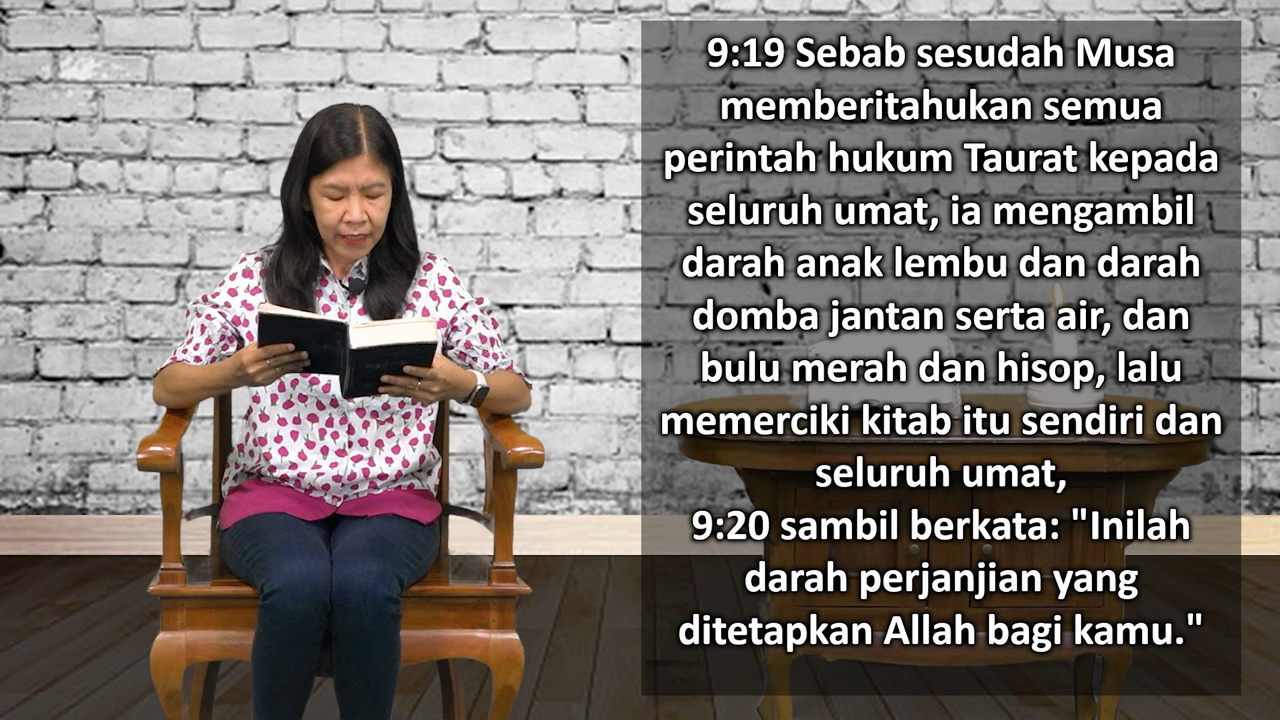 9:19 Sebab sesudah Musa
memberitahukan semua
perintah hukum Taurat kepada
seluruh umat, ia mengambil
darah anak lembu dan darah
domba jantan serta air, dan
bulu merah dan hisop, lalu
memerciki kitab itu sendiri dan
seluruh umat,
9:20 sambil berkata: "Inilah
darah perjanjian yang
ditetapkan Allah bagi kamu."